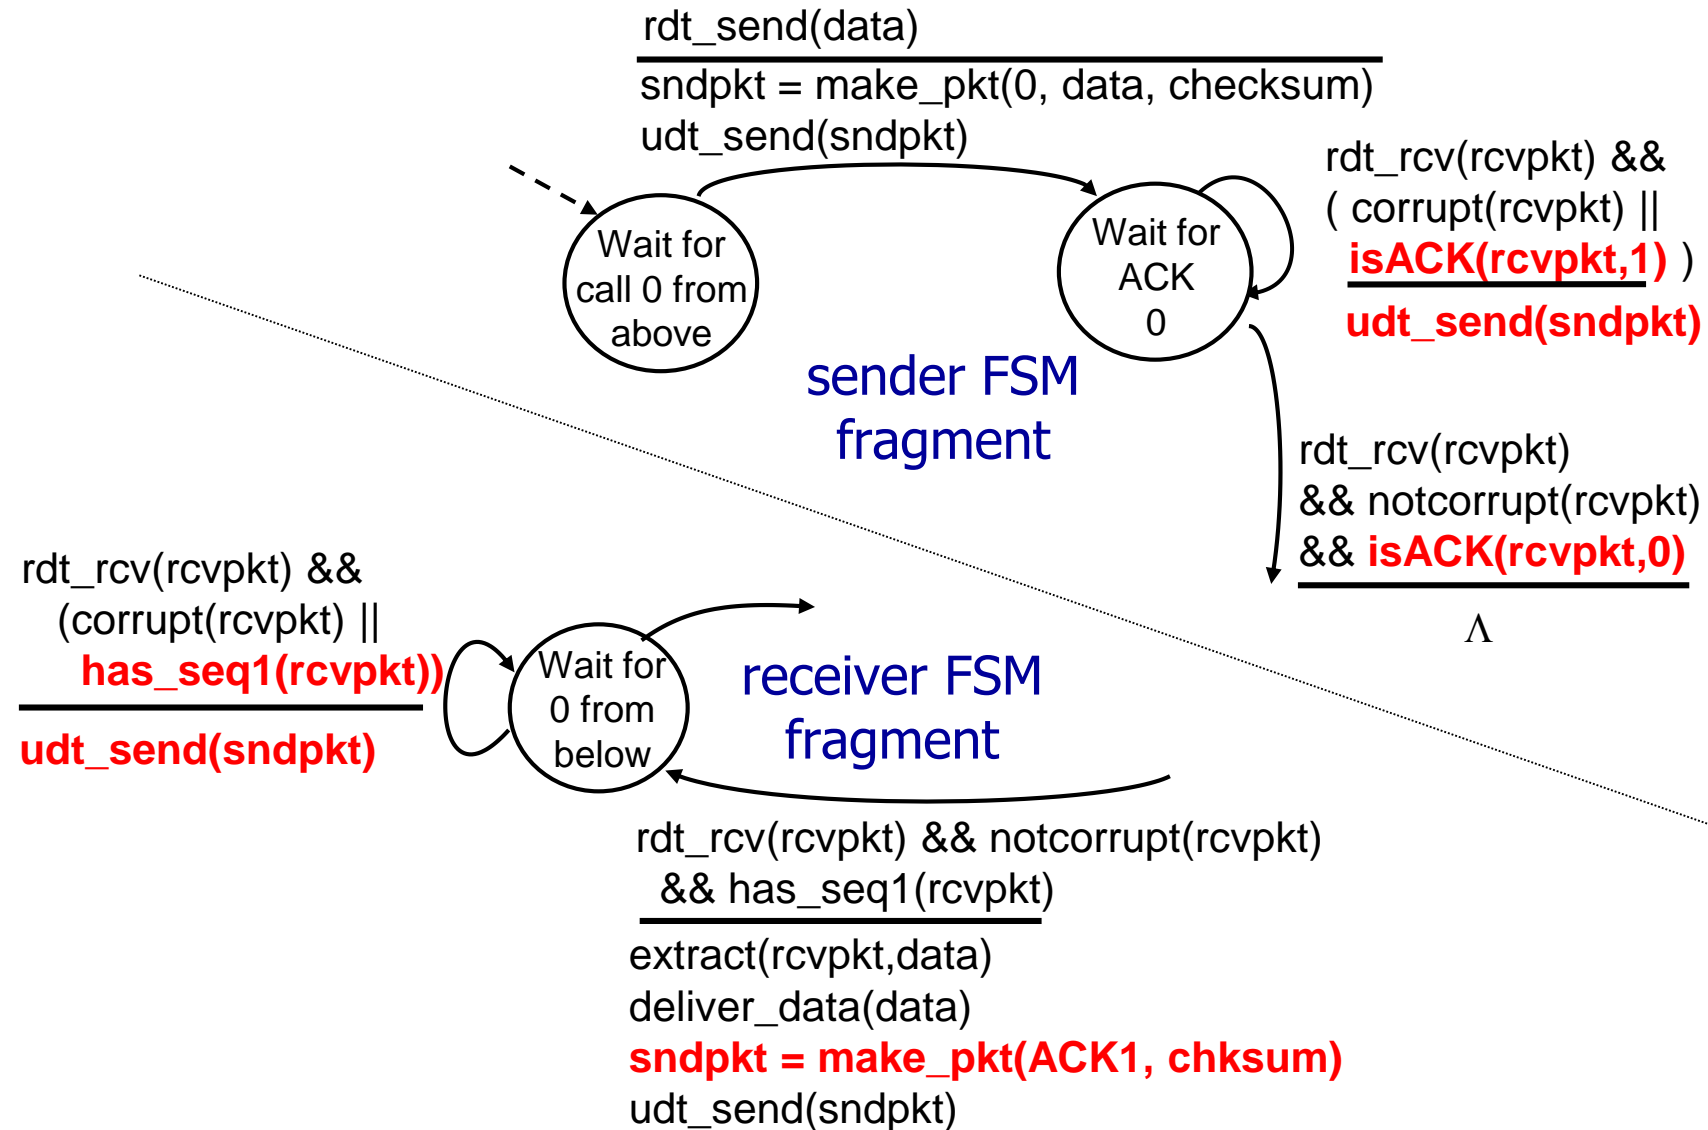 rdt_send(data)
sndpkt = make_pkt(0, data, checksum)
udt_send(sndpkt)
Wait for
call 0 from
above
Wait for
ACK
0
rdt_rcv(rcvpkt) &&
( corrupt(rcvpkt) ||
isACK(rcvpkt,1) )
udt_send(sndpkt)
sender FSM
fragment
rdt_rcv(rcvpkt)
&& notcorrupt(rcvpkt)
&& isACK(rcvpkt,0)
Λ
rdt_rcv(rcvpkt) &&
(corrupt(rcvpkt) ||
has_seq1(rcvpkt))
udt_send(sndpkt)
Wait for
0 from
below
receiver FSM
fragment
rdt_rcv(rcvpkt) && notcorrupt(rcvpkt)
&& has_seq1(rcvpkt)
extract(rcvpkt,data)
deliver_data(data)
sndpkt = make_pkt(ACK1, chksum)
udt_send(sndpkt)